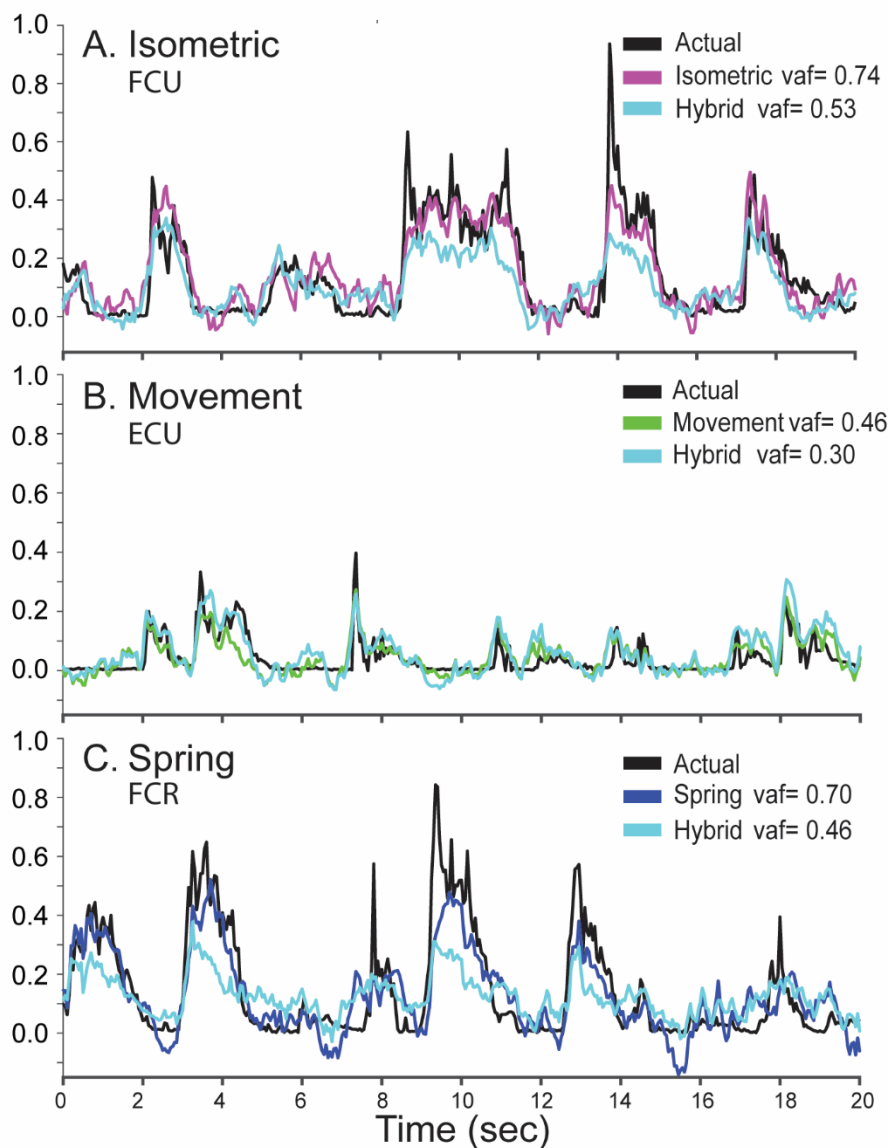 A. Isometric
FCU
Actual
Isometric vaf= 0.74
Hybrid vaf= 0.53
1.0
0.8
0.6
0.4
0.2
0.0
B. Movement
ECU
Actual
Movement vaf= 0.46
Hybrid vaf= 0.30
1.0
0.8
0.6
0.4
0.2
0.0
C. Spring
FCR
Actual
Spring vaf= 0.70
Hybrid vaf= 0.46
1.0
0.8
0.6
0.4
0.2
0.0
0 2 4 6 8 10 12 14 16 18 20
Time (sec)